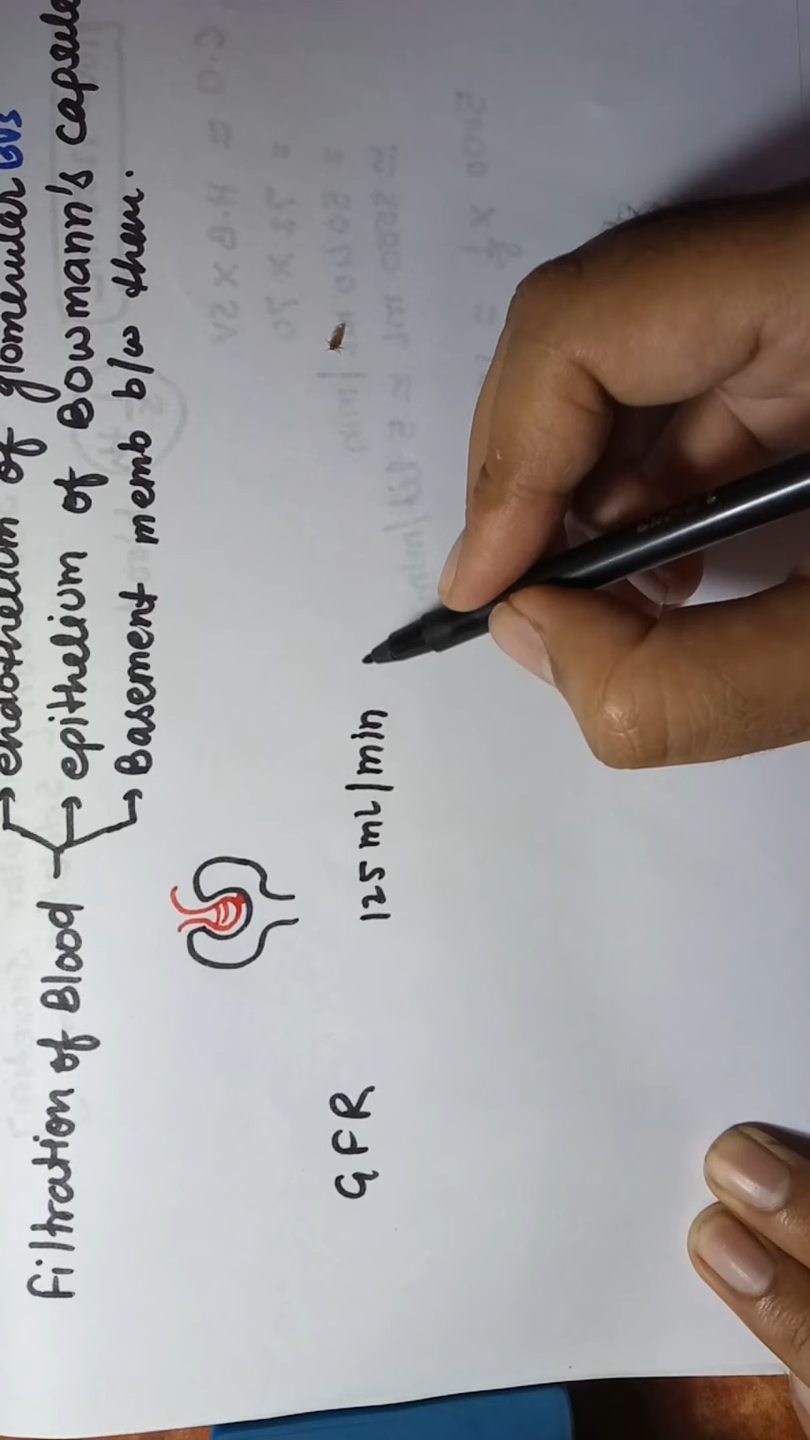 → endothelium of glomerular BVS
Filtration of Blood → epithelium of Bowmann's capsule
→ Basement memb b/w them.
GFR 125 mL/min